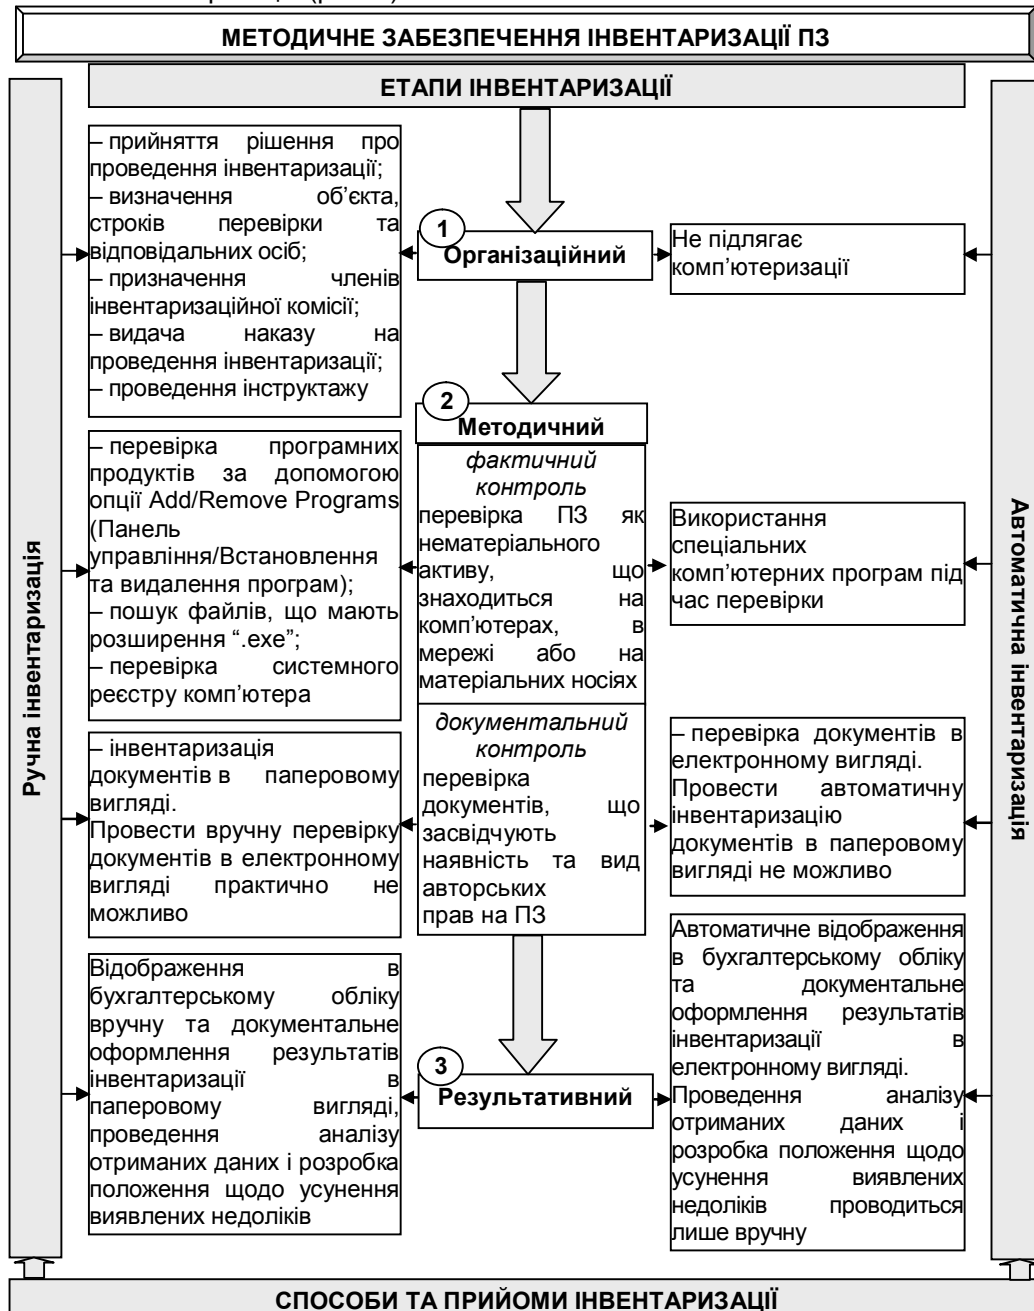 МЕТОДИЧНЕ ЗАБЕЗПЕЧЕННЯ ІНВЕНТАРИЗАЦІЇ ПЗ
ЕТАПИ ІНВЕНТАРИЗАЦІЇ
Ручна інвентаризація
– прийняття рішення про
проведення інвентаризації;
– визначення об’єкта,
строків перевірки та
відповідальних осіб;
– призначення членів
інвентаризаційної комісії;
– видача наказу на
проведення інвентаризації;
– проведення інструктажу
1
Організаційний
Не підлягає
комп’ютеризації
– перевірка програмних
продуктів за допомогою
опції Add/Remove Programs
(Панель
управління/Встановлення
та видалення програм);
– пошук файлів, що мають
розширення “.exe”;
– перевірка системного
реєстру комп’ютера
2
Методичний
фактичний
контроль
перевірка ПЗ як
нематеріального
активу, що
знаходиться на
комп’ютерах, в
мережі або на
матеріальних носіях
Використання
спеціальних
комп’ютерних програм під
час перевірки
– інвентаризація
документів в паперовому
вигляді.
Провести вручну перевірку
документів в електронному
вигляді практично не
можливо
документальний
контроль
перевірка
документів, що
засвідчують
наявність та вид
авторських
прав на ПЗ
– перевірка документів в
електронному вигляді.
Провести автоматичну
інвентаризацію
документів в паперовому
вигляді не можливо
Відображення в
бухгалтерському обліку
вручну та документальне
оформлення результатів
інвентаризації в
паперовому вигляді,
проведення аналізу
отриманих даних і розробка
положення щодо усунення
виявлених недоліків
3
Результативний
Автоматичне відображення
в бухгалтерському обліку
та документальне
оформлення результатів
інвентаризації в
електронному вигляді.
Проведення аналізу
отриманих даних і
розробка положення щодо
усунення виявлених
недоліків проводиться
лише вручну
Автоматична інвентаризація
СПОСОБИ ТА ПРИЙОМИ ІНВЕНТАРИЗАЦІЇ